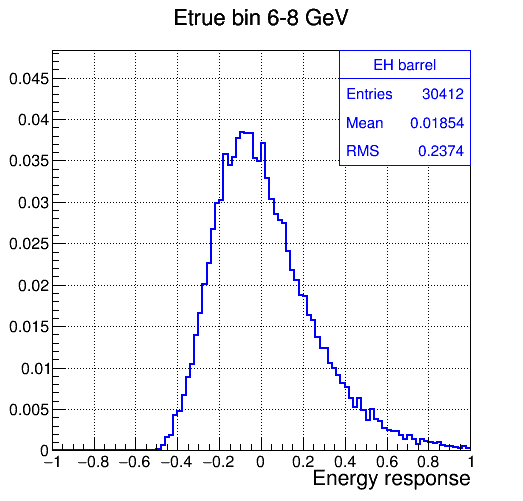 Etrue bin 6-8 GeV
EH barrel
Entries 30412
Mean 0.01854
RMS 0.2374
0.045
0.04
0.035
0.03
0.025
0.02
0.015
0.01
0.005
0
−1 −0.8 −0.6 −0.4 −0.2 0 0.2 0.4 0.6 0.8 1
Energy response